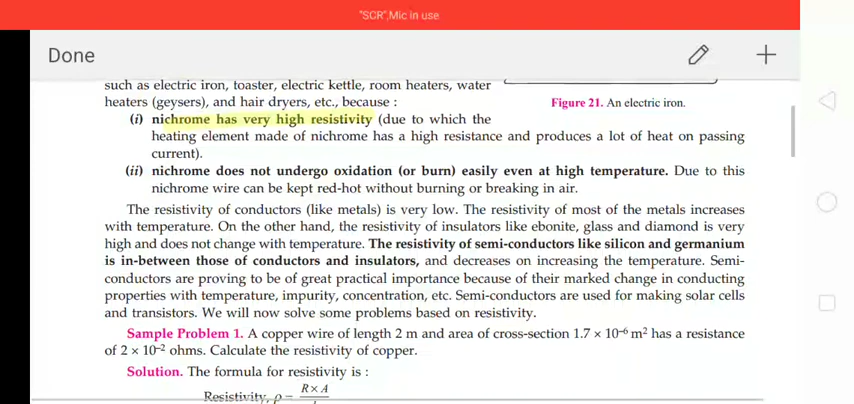 "SCR",Mic in use
Done
such as electric iron, toaster, electric kettle, room heaters, water
heaters (geysers), and hair dryers, etc., because :
Figure 21. An electric iron.
(i) nichrome has very high resistivity (due to which the
heating element made of nichrome has a high resistance and produces a lot of heat on passing
current).
(ii) nichrome does not undergo oxidation (or burn) easily even at high temperature. Due to this
nichrome wire can be kept red-hot without burning or breaking in air.
The resistivity of conductors (like metals) is very low. The resistivity of most of the metals increases
with temperature. On the other hand, the resistivity of insulators like ebonite, glass and diamond is very
high and does not change with temperature. The resistivity of semi-conductors like silicon and germanium
is in-between those of conductors and insulators, and decreases on increasing the temperature. Semi-
conductors are proving to be of great practical importance because of their marked change in conducting
properties with temperature, impurity, concentration, etc. Semi-conductors are used for making solar cells
and transistors. We will now solve some problems based on resistivity.
Sample Problem 1. A copper wire of length 2 m and area of cross-section 1.7 × 10⁻⁶ m² has a resistance
of 2 × 10⁻² ohms. Calculate the resistivity of copper.
Solution. The formula for resistivity is :
R × A
Resistivity, ρ =